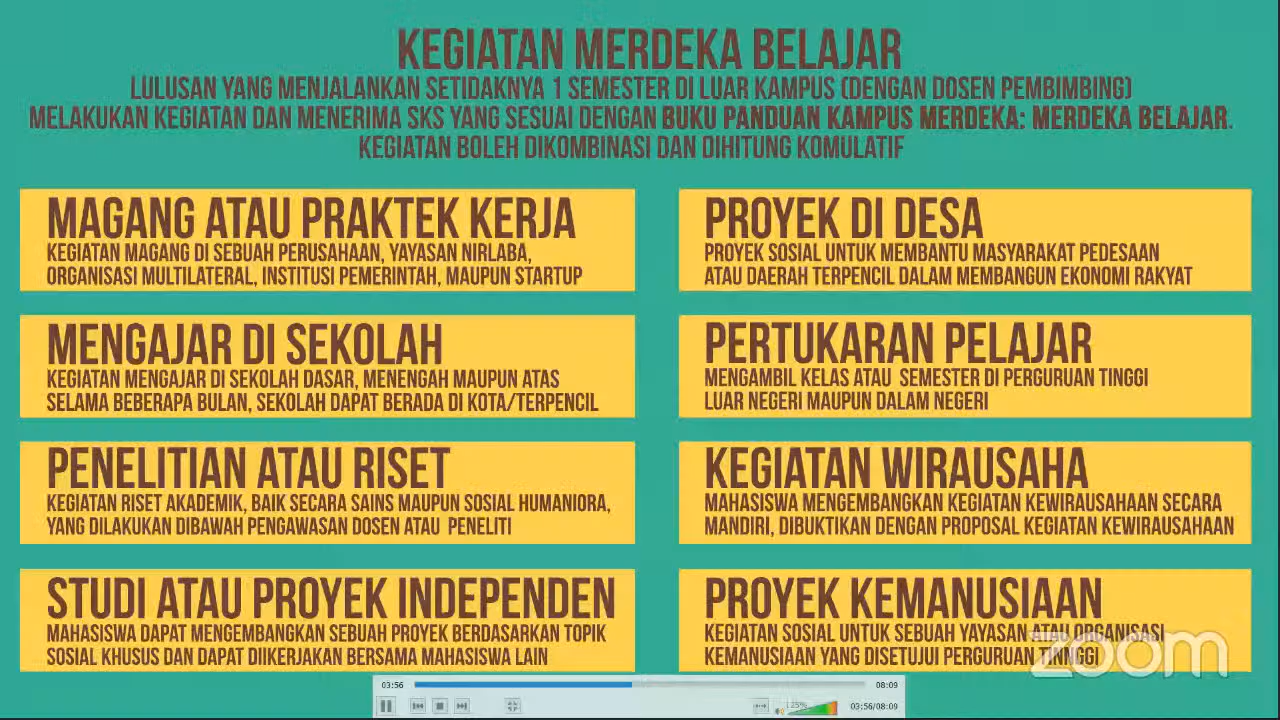 KEGIATAN MERDEKA BELAJAR
LULUSAN YANG MENJALANKAN SETIDAKNYA 1 SEMESTER DI LUAR KAMPUS (DENGAN DOSEN PEMBIMBING)
MELAKUKAN KEGIATAN DAN MENERIMA SKS YANG SESUAI DENGAN BUKU PANDUAN KAMPUS MERDEKA: MERDEKA BELAJAR.
KEGIATAN BOLEH DIKOMBINASI DAN DIHITUNG KOMULATIF
MAGANG ATAU PRAKTEK KERJA
KEGIATAN MAGANG DI SEBUAH PERUSAHAAN, YAYASAN NIRLABA,
ORGANISASI MULTILATERAL, INSTITUSI PEMERINTAH, MAUPUN STARTUP
MENGAJAR DI SEKOLAH
KEGIATAN MENGAJAR DI SEKOLAH DASAR, MENENGAH MAUPUN ATAS
SELAMA BEBERAPA BULAN, SEKOLAH DAPAT BERADA DI KOTA/TERPENCIL
PENELITIAN ATAU RISET
KEGIATAN RISET AKADEMIK, BAIK SECARA SAINS MAUPUN SOSIAL HUMANIORA,
YANG DILAKUKAN DIBAWAH PENGAWASAN DOSEN ATAU PENELITI
STUDI ATAU PROYEK INDEPENDEN
MAHASISWA DAPAT MENGEMBANGKAN SEBUAH PROYEK BERDASARKAN TOPIK
SOSIAL KHUSUS DAN DAPAT DIIKERJAKAN BERSAMA MAHASISWA LAIN
PROYEK DI DESA
PROYEK SOSIAL UNTUK MEMBANTU MASYARAKAT PEDESAAN
ATAU DAERAH TERPENCIL DALAM MEMBANGUN EKONOMI RAKYAT
PERTUKARAN PELAJAR
MENGAMBIL KELAS ATAU SEMESTER DI PERGURUAN TINGGI
LUAR NEGERI MAUPUN DALAM NEGERI
KEGIATAN WIRAUSAHA
MAHASISWA MENGEMBANGKAN KEGIATAN KEWIRAUSAHAAN SECARA
MANDIRI, DIBUKTIKAN DENGAN PROPOSAL KEGIATAN KEWIRAUSAHAAN
PROYEK KEMANUSIAAN
KEGIATAN SOSIAL UNTUK SEBUAH YAYASAN ATAU ORGANISASI
KEMANUSIAAN YANG DISETUJUI PERGURUAN TINNGGI
zoom
03:56
08:09
125%
03:56/08:09